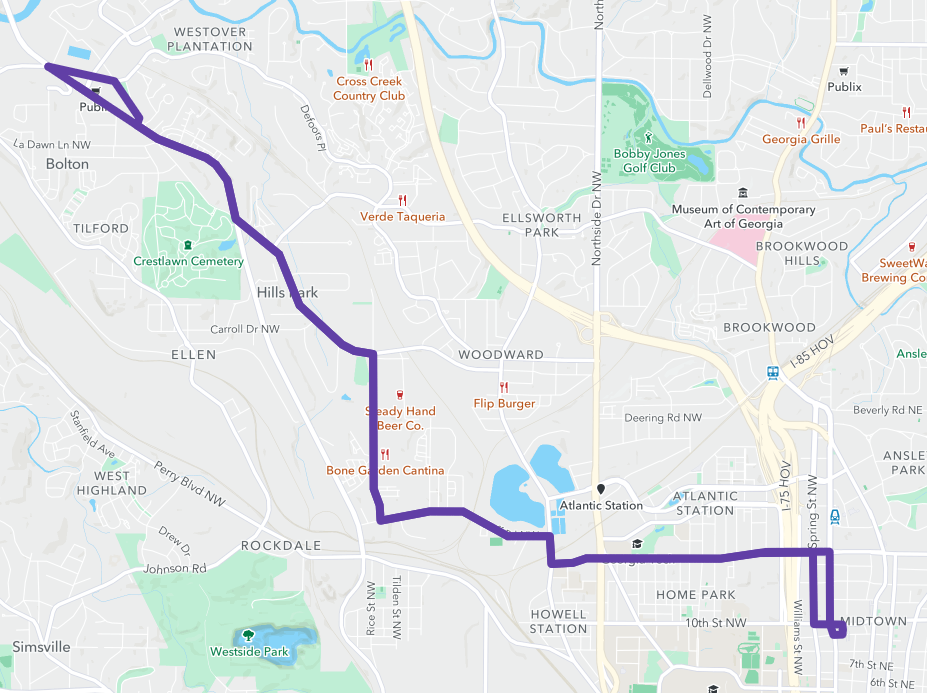 WESTOVER
PLANTATION
Northside Dr NW
Dellwood Dr NW
Cross Creek
Country Club
Publix
Georgia Grille
Paul's Restau
Defoors Pl
La Dawn Ln NW
Bolton
Bobby Jones
Golf Club
Museum of Contemporary
Art of Georgia
Verde Taqueria
ELLSWORTH
PARK
TILFORD
Crestlawn Cemetery
BROOKWOOD
HILLS
SweetWa
Brewing Co
Hills Park
Carroll Dr NW
BROOKWOOD
I-85 HOV
ELLEN
WOODWARD
Ansle
Flip Burger
Steady Hand
Beer Co.
Deering Rd NW
Beverly Rd NE
Stanfield Ave
Bone Garden Cantina
ANSLE
PARK
WEST
HIGHLAND
Perry Blvd NW
Atlantic Station
ATLANTIC
STATION
I-75 HOV
Spring St NW
Drew Dr
ROCKDALE
Johnson Rd
Rice St NW
Tilden St NW
HOME PARK
HOWELL
STATION
10th St NW
Williams St NW
MIDTOWN
Simsville
Westside Park
7th St NE
6th St NE